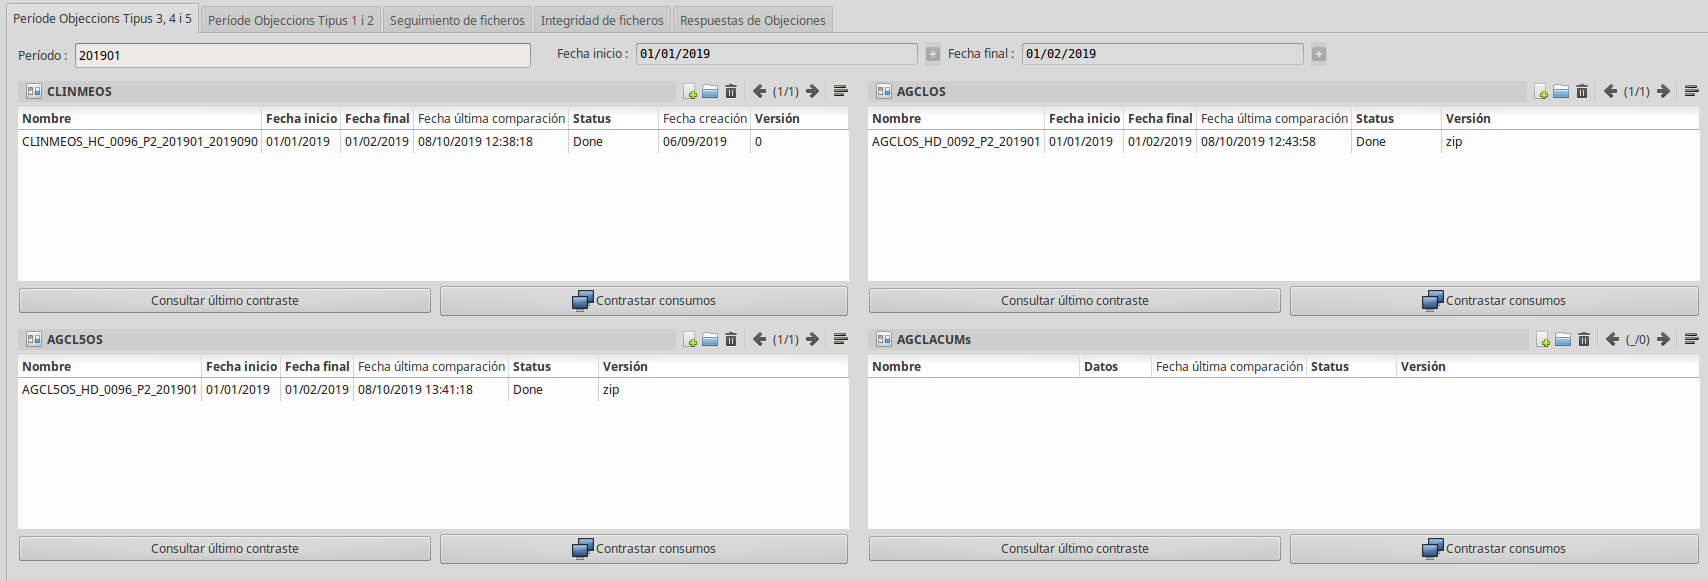 Període Objeccions Tipus 3, 4 i 5 Període Objeccions Tipus 1 i 2 Seguimiento de ficheros Integridad de ficheros Respuestas de Objeciones
Período : 201901 Fecha inicio : 01/01/2019 Fecha final : 01/02/2019
CLINMEOS (1/1)
Nombre Fecha inicio Fecha final Fecha última comparación Status Fecha creación Versión
CLINMEOS_HC_0096_P2_201901_2019090 01/01/2019 01/02/2019 08/10/2019 12:38:18 Done 06/09/2019 0
Consultar último contraste Contrastar consumos
AGCLOS (1/1)
Nombre Fecha inicio Fecha final Fecha última comparación Status Versión
AGCLOS_HD_0092_P2_201901 01/01/2019 01/02/2019 08/10/2019 12:43:58 Done zip
Consultar último contraste Contrastar consumos
AGCL5OS (1/1)
Nombre Fecha inicio Fecha final Fecha última comparación Status Versión
AGCL5OS_HD_0096_P2_201901 01/01/2019 01/02/2019 08/10/2019 13:41:18 Done zip
Consultar último contraste Contrastar consumos
AGCLACUMs (_/0)
Nombre Datos Fecha última comparación Status Versión
Consultar último contraste Contrastar consumos